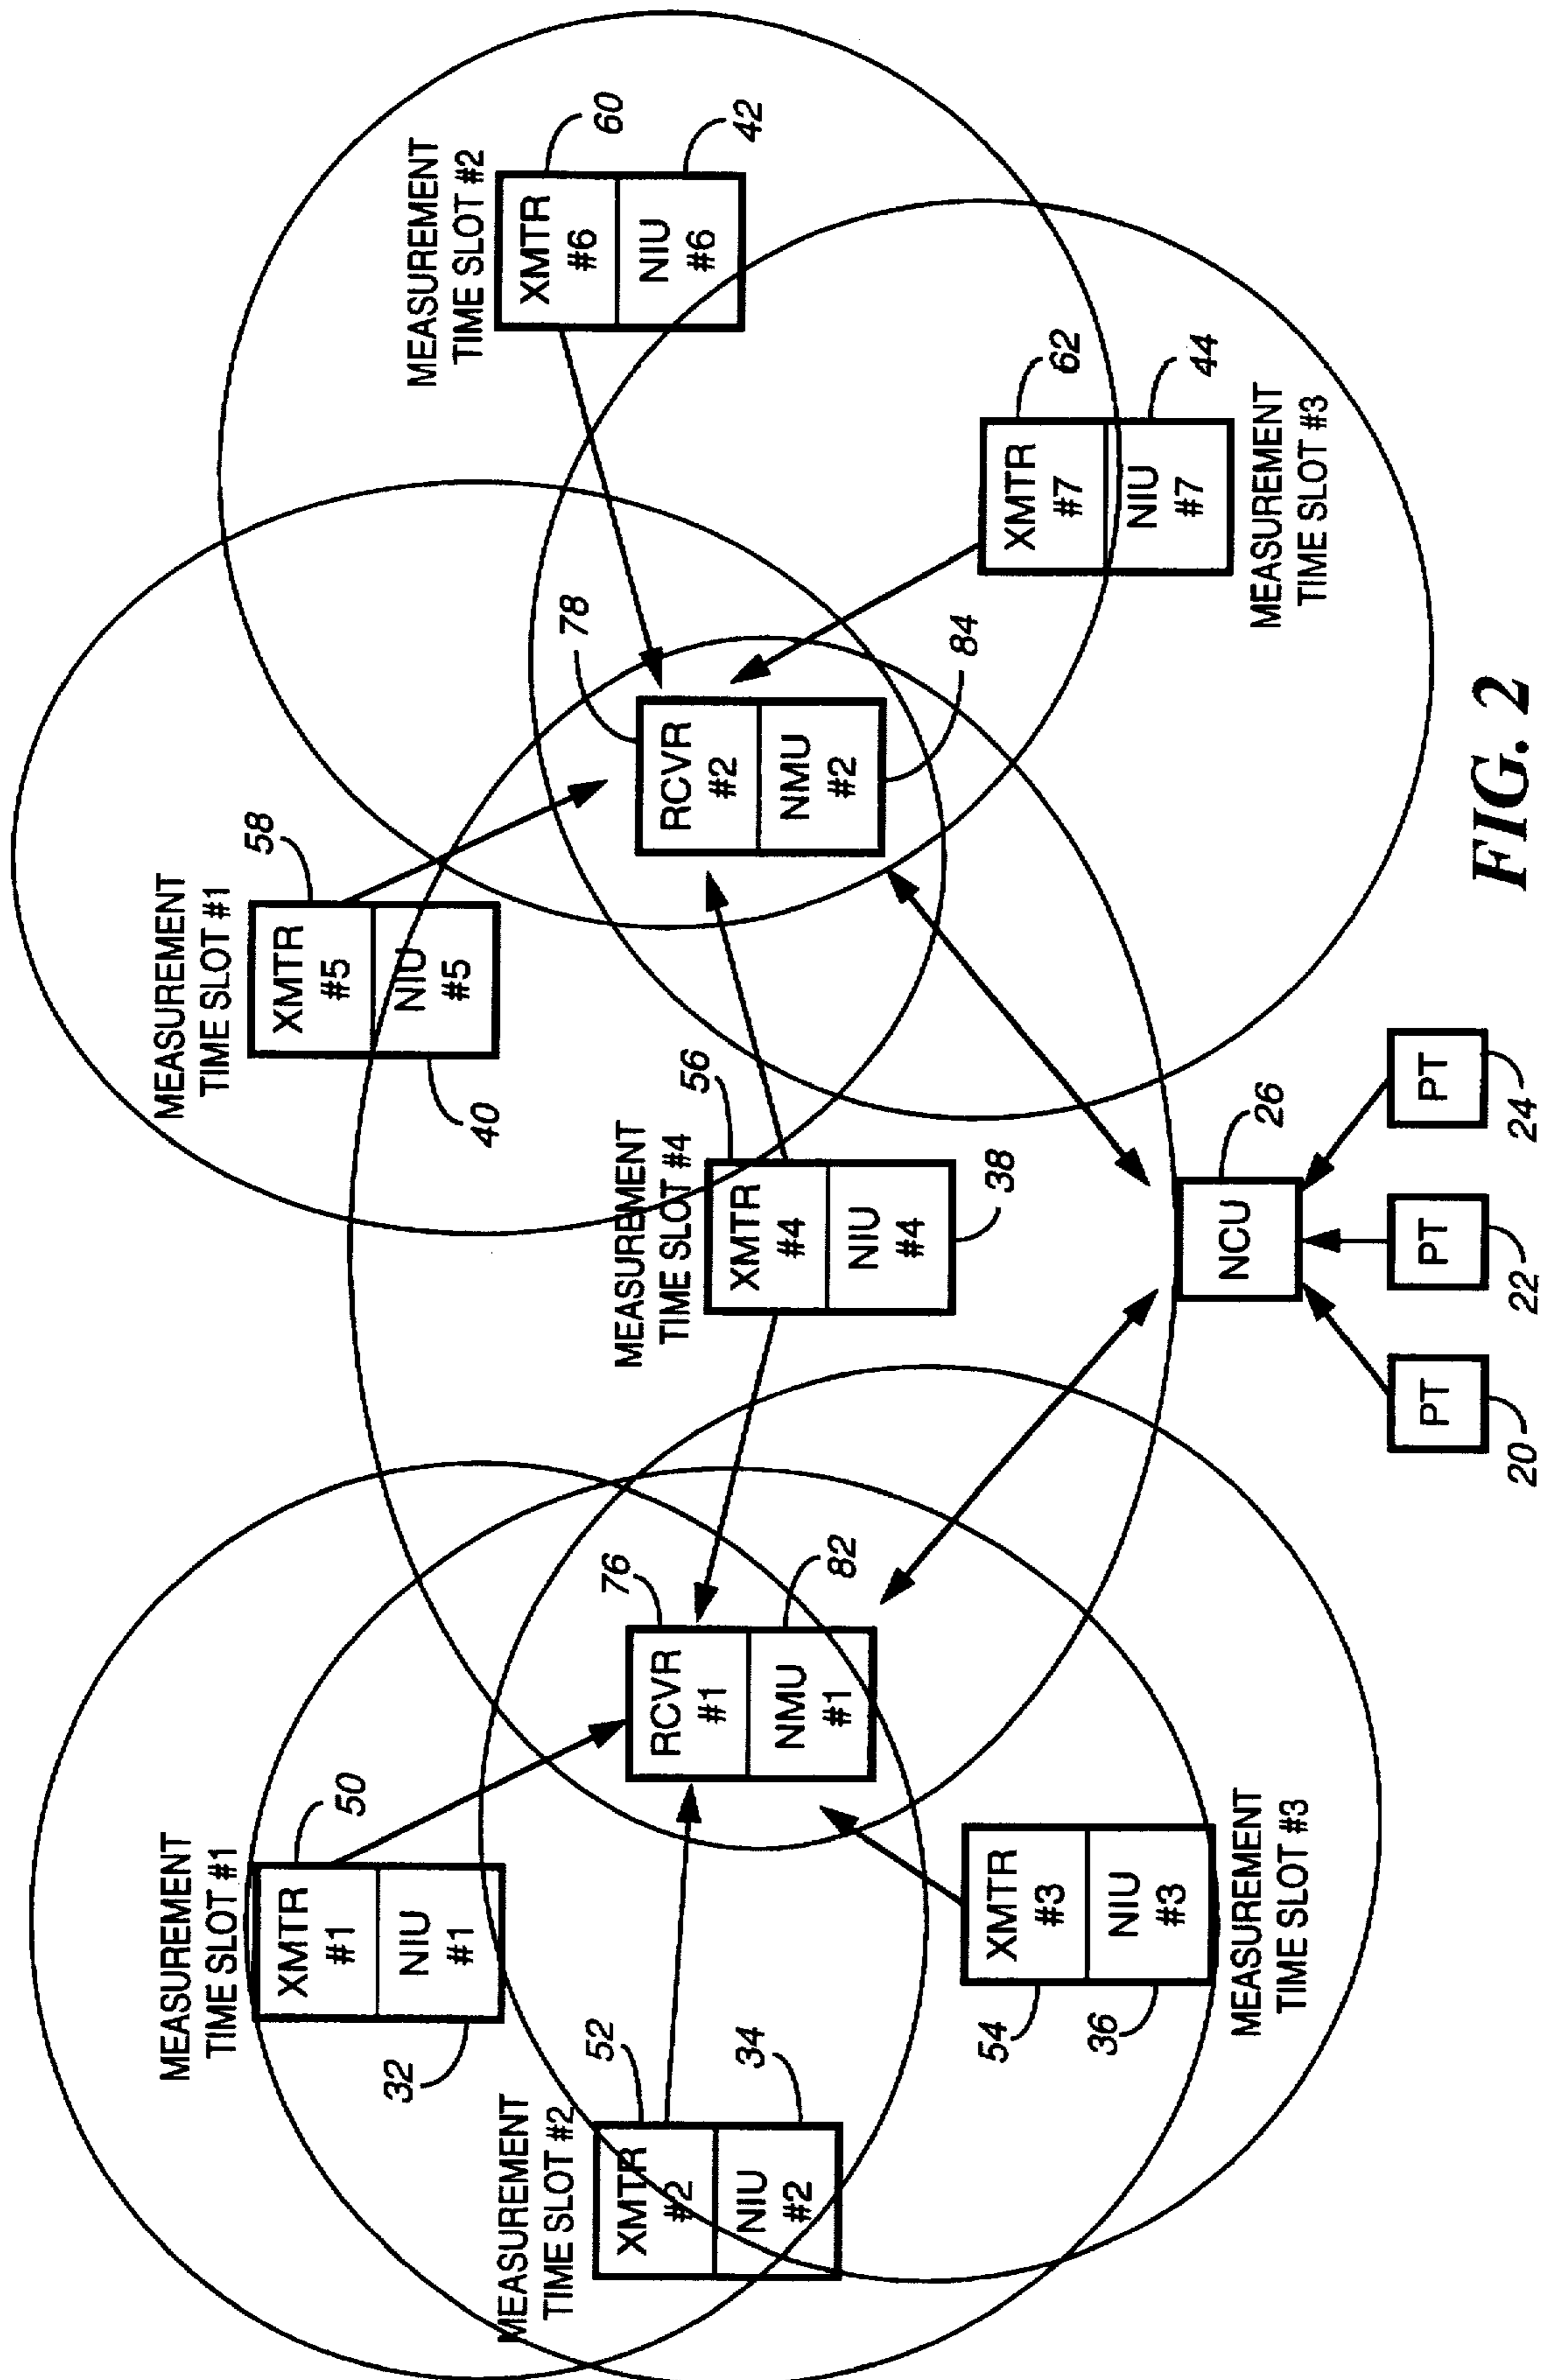 MEASUREMENT
TIME SLOT #1
XMTR
#1
NIU
#1
50
32
MEASUREMENT
TIME SLOT #2
XMTR
#2
NIU
#2
52
34
MEASUREMENT
TIME SLOT #3
XMTR
#3
NIU
#3
54
36
RCVR
#1
NMU
#1
76
82
MEASUREMENT
TIME SLOT #4
XMTR
#4
NIU
#4
56
38
MEASUREMENT
TIME SLOT #1
XMTR
#5
NIU
#5
58
40
RCVR
#2
NMU
#2
78
84
MEASUREMENT
TIME SLOT #2
XMTR
#6
NIU
#6
60
42
XMTR
#7
NIU
#7
62
44
MEASUREMENT
TIME SLOT #3
NCU
26
PT
20
PT
22
PT
24
FIG. 2